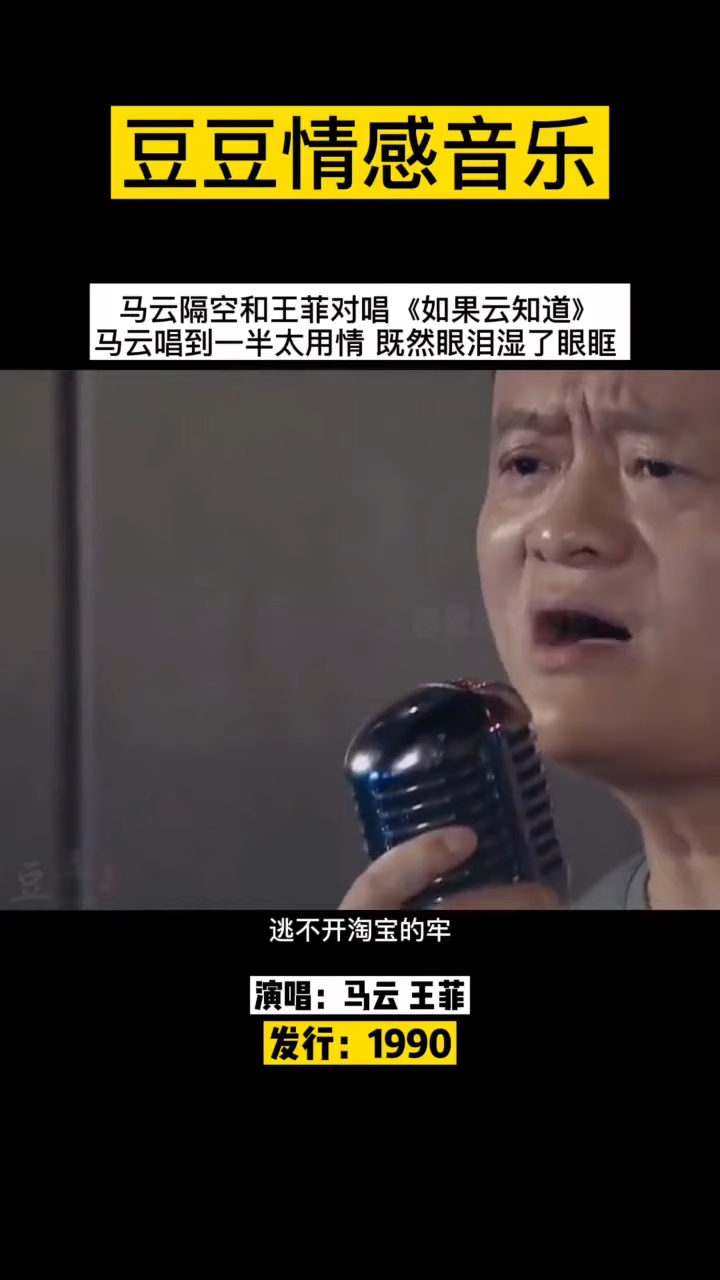 豆豆情感音乐
马云隔空和王菲对唱《如果云知道》
马云唱到一半太用情 既然眼泪湿了眼眶
豆
逃不开淘宝的牢
演唱：马云 王菲
发行：1990